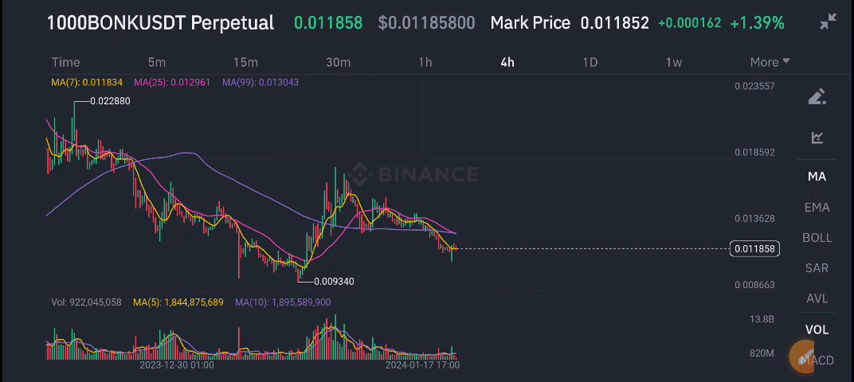 1000BONKUSDT Perpetual 0.011858 $0.01185800 Mark Price 0.011852 +0.000162 +1.39%
Time 5m 15m 30m 1h 4h 1D 1w More
MA(7): 0.011834 MA(25): 0.012961 MA(99): 0.013043
0.023557
0.022880
0.018592
BINANCE
MA
EMA
0.013628
BOLL
0.011858
SAR
0.009340
0.008663
AVL
Vol: 922,045,058 MA(5): 1,844,875,689 MA(10): 1,895,589,900
13.8B
VOL
820M
MACD
2023-12-30 01:00 2024-01-17 17:00